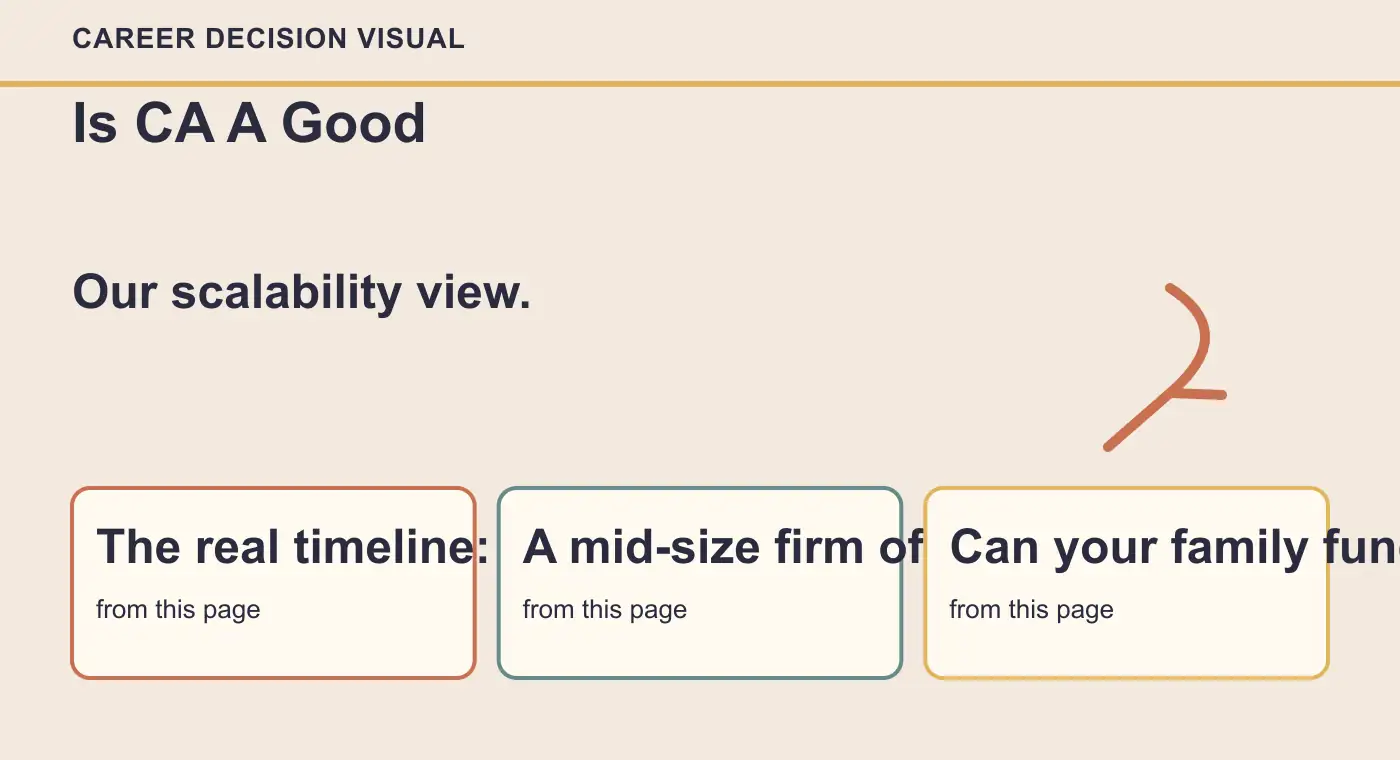 CAREER DECISION VISUAL
Is CA A Good
Our scalability view.
The real timeline:
from this page
A mid-size firm of
from this page
Can your family fun
from this page